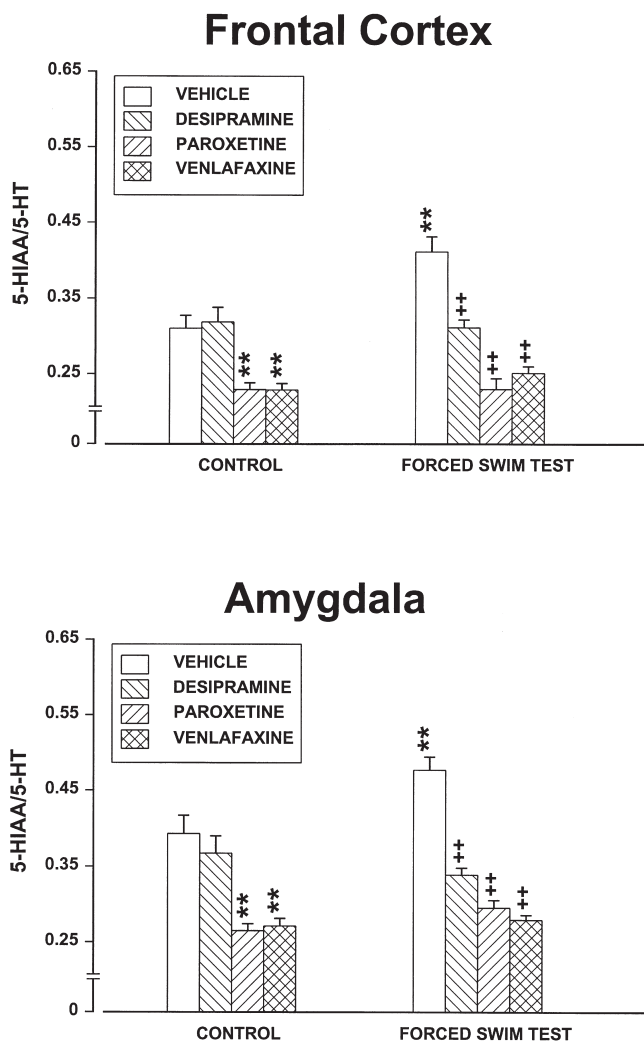 Frontal Cortex
0.65
0.55
0.45
0.35
0.25
0
5-HIAA/5-HT
VEHICLE
DESIPRAMINE
PAROXETINE
VENLAFAXINE
**
**
**
++
++
++
CONTROL
FORCED SWIM TEST
Amygdala
0.65
0.55
0.45
0.35
0.25
0
5-HIAA/5-HT
VEHICLE
DESIPRAMINE
PAROXETINE
VENLAFAXINE
**
**
**
++
++
++
CONTROL
FORCED SWIM TEST